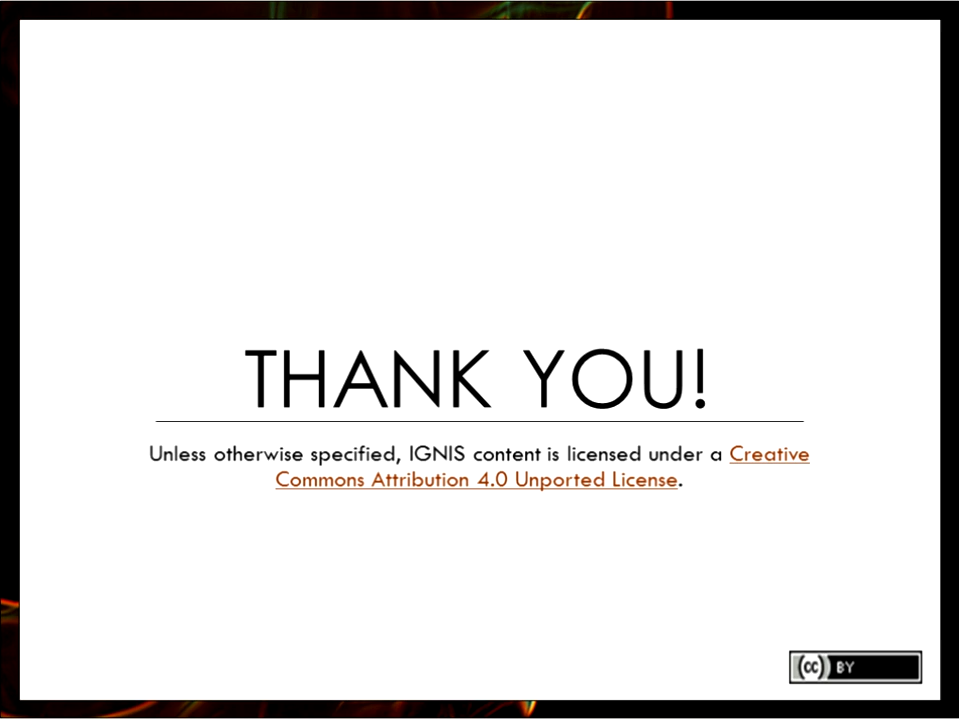 THANK YOU!
Unless otherwise specified, IGNIS content is licensed under a Creative
Commons Attribution 4.0 Unported License.
(cc) BY